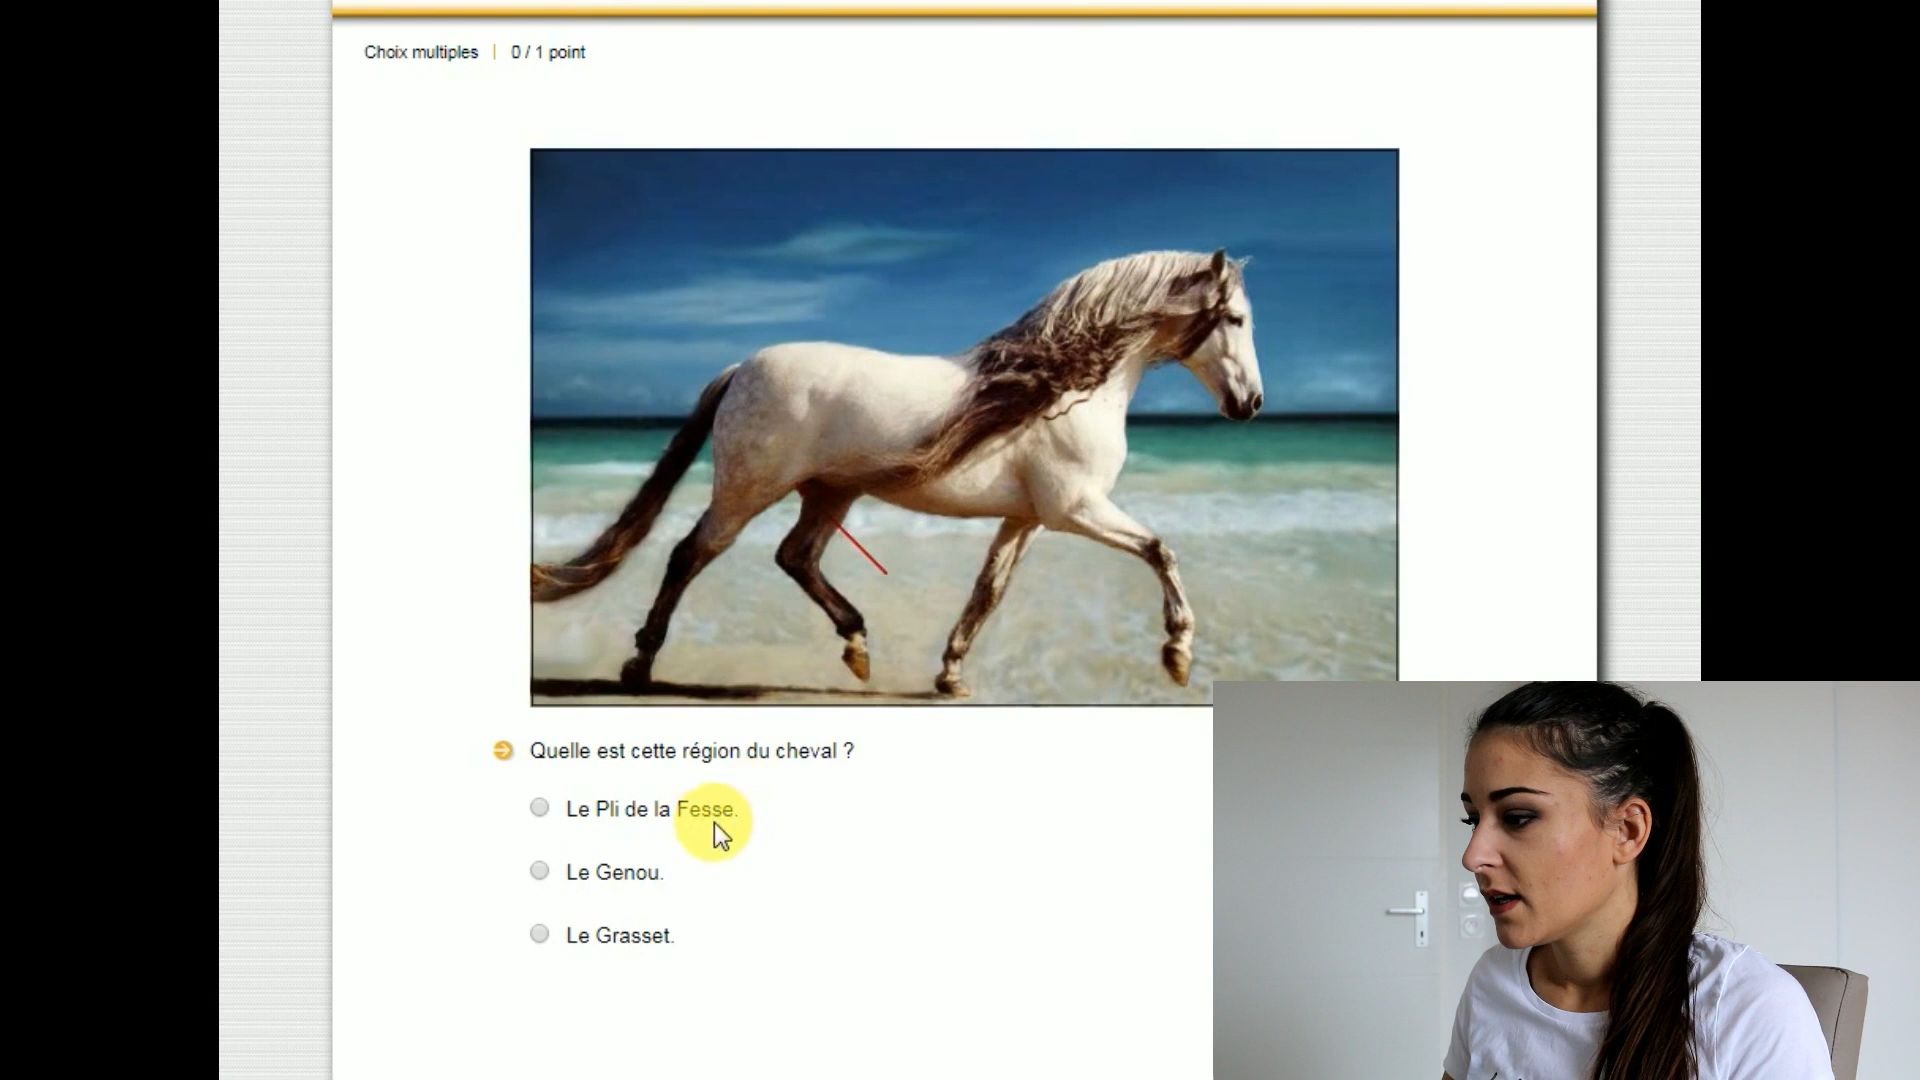 Choix multiples | 0 / 1 point
Quelle est cette région du cheval ?
Le Pli de la Fesse.
Le Genou.
Le Grasset.